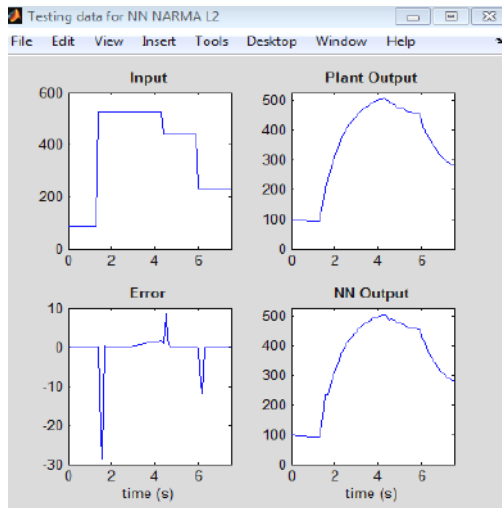 Testing data for NN NARMA L2
File Edit View Insert Tools Desktop Window Help
Input
600
400
200
0
0 2 4 6
Plant Output
500
400
300
200
100
0
0 2 4 6
Error
10
0
-10
-20
-30
0 2 4 6
time (s)
NN Output
500
400
300
200
100
0
0 2 4 6
time (s)